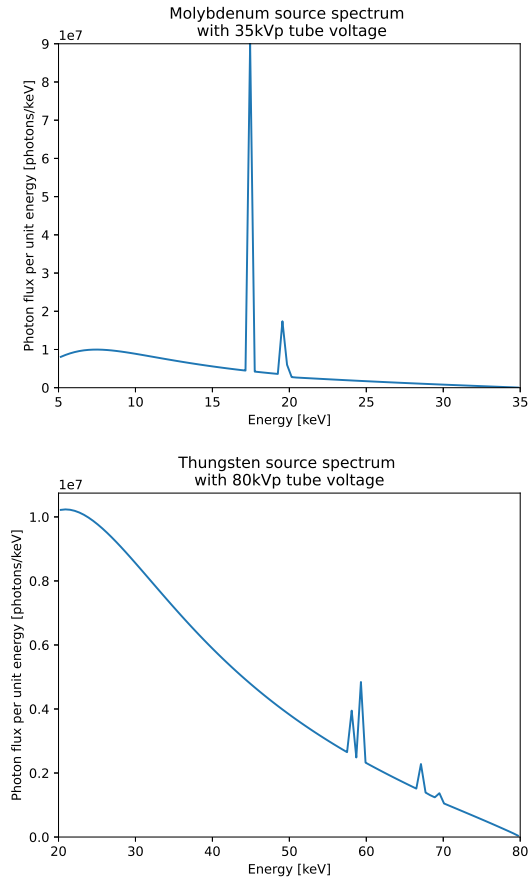 Molybdenum source spectrum
with 35kVp tube voltage
1e7
9
8
7
6
5
4
3
2
1
0
Photon flux per unit energy [photons/keV]
5 10 15 20 25 30 35
Energy [keV]
Thungsten source spectrum
with 80kVp tube voltage
1e7
1.0
0.8
0.6
0.4
0.2
0.0
Photon flux per unit energy [photons/keV]
20 30 40 50 60 70 80
Energy [keV]